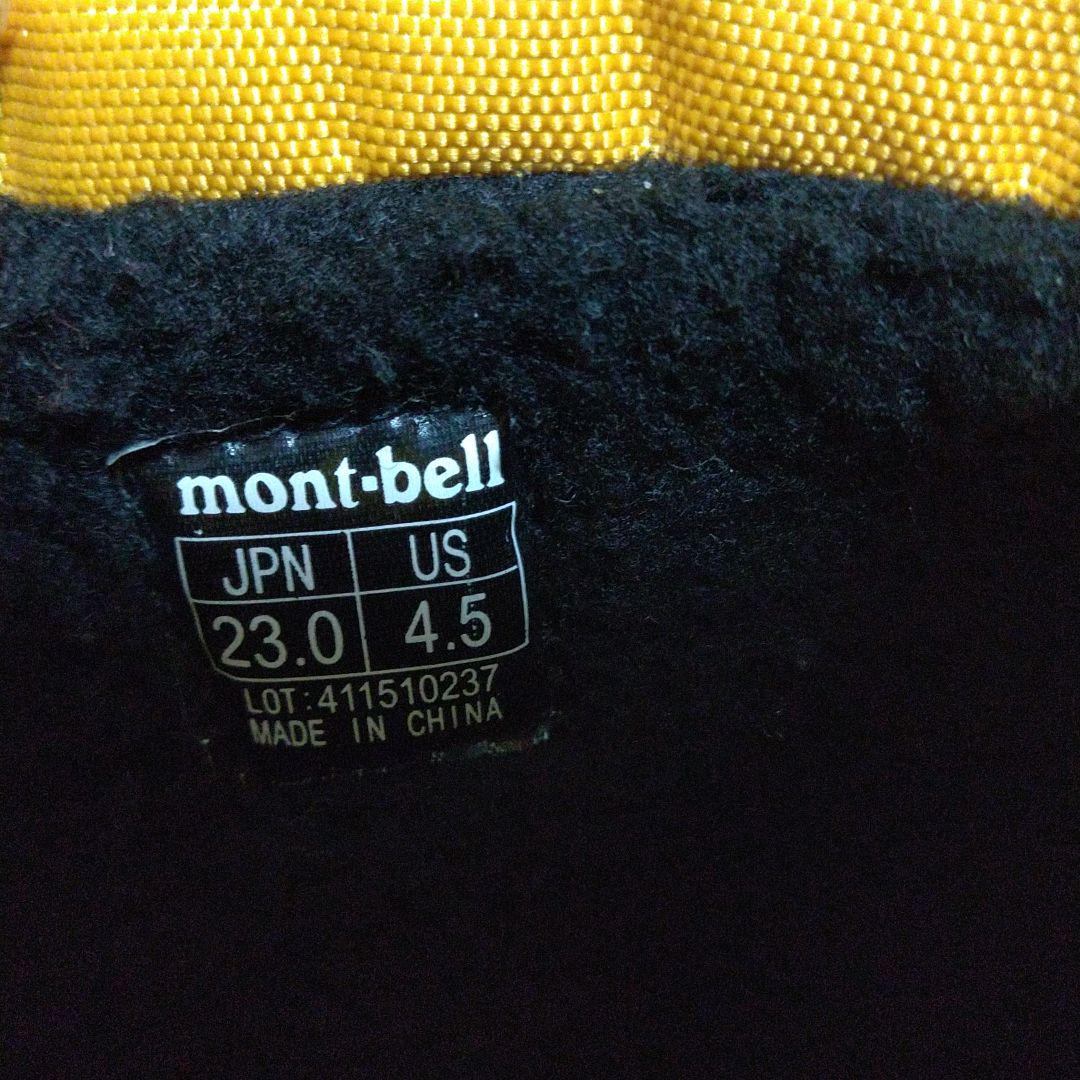 mont-bell
JPN US
23.0 4.5
LOT:411510237
MADE IN CHINA